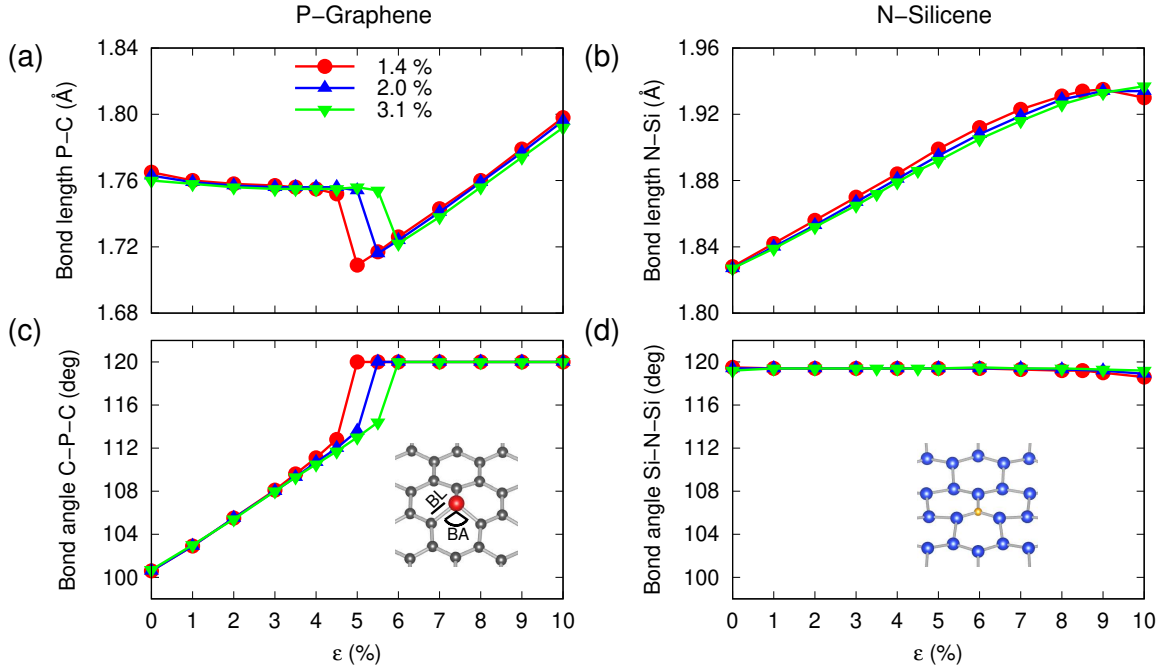 P−Graphene
N−Silicene
(a)
Bond length P−C (Å)
1.84
1.80
1.76
1.72
1.68
1.4 %
2.0 %
3.1 %
(b)
Bond length N−Si (Å)
1.96
1.92
1.88
1.84
1.80
(c)
Bond angle C−P−C (deg)
120
116
112
108
104
100
BL
BA
0 1 2 3 4 5 6 7 8 9 10
ε (%)
(d)
Bond angle Si−N−Si (deg)
120
116
112
108
104
100
0 1 2 3 4 5 6 7 8 9 10
ε (%)